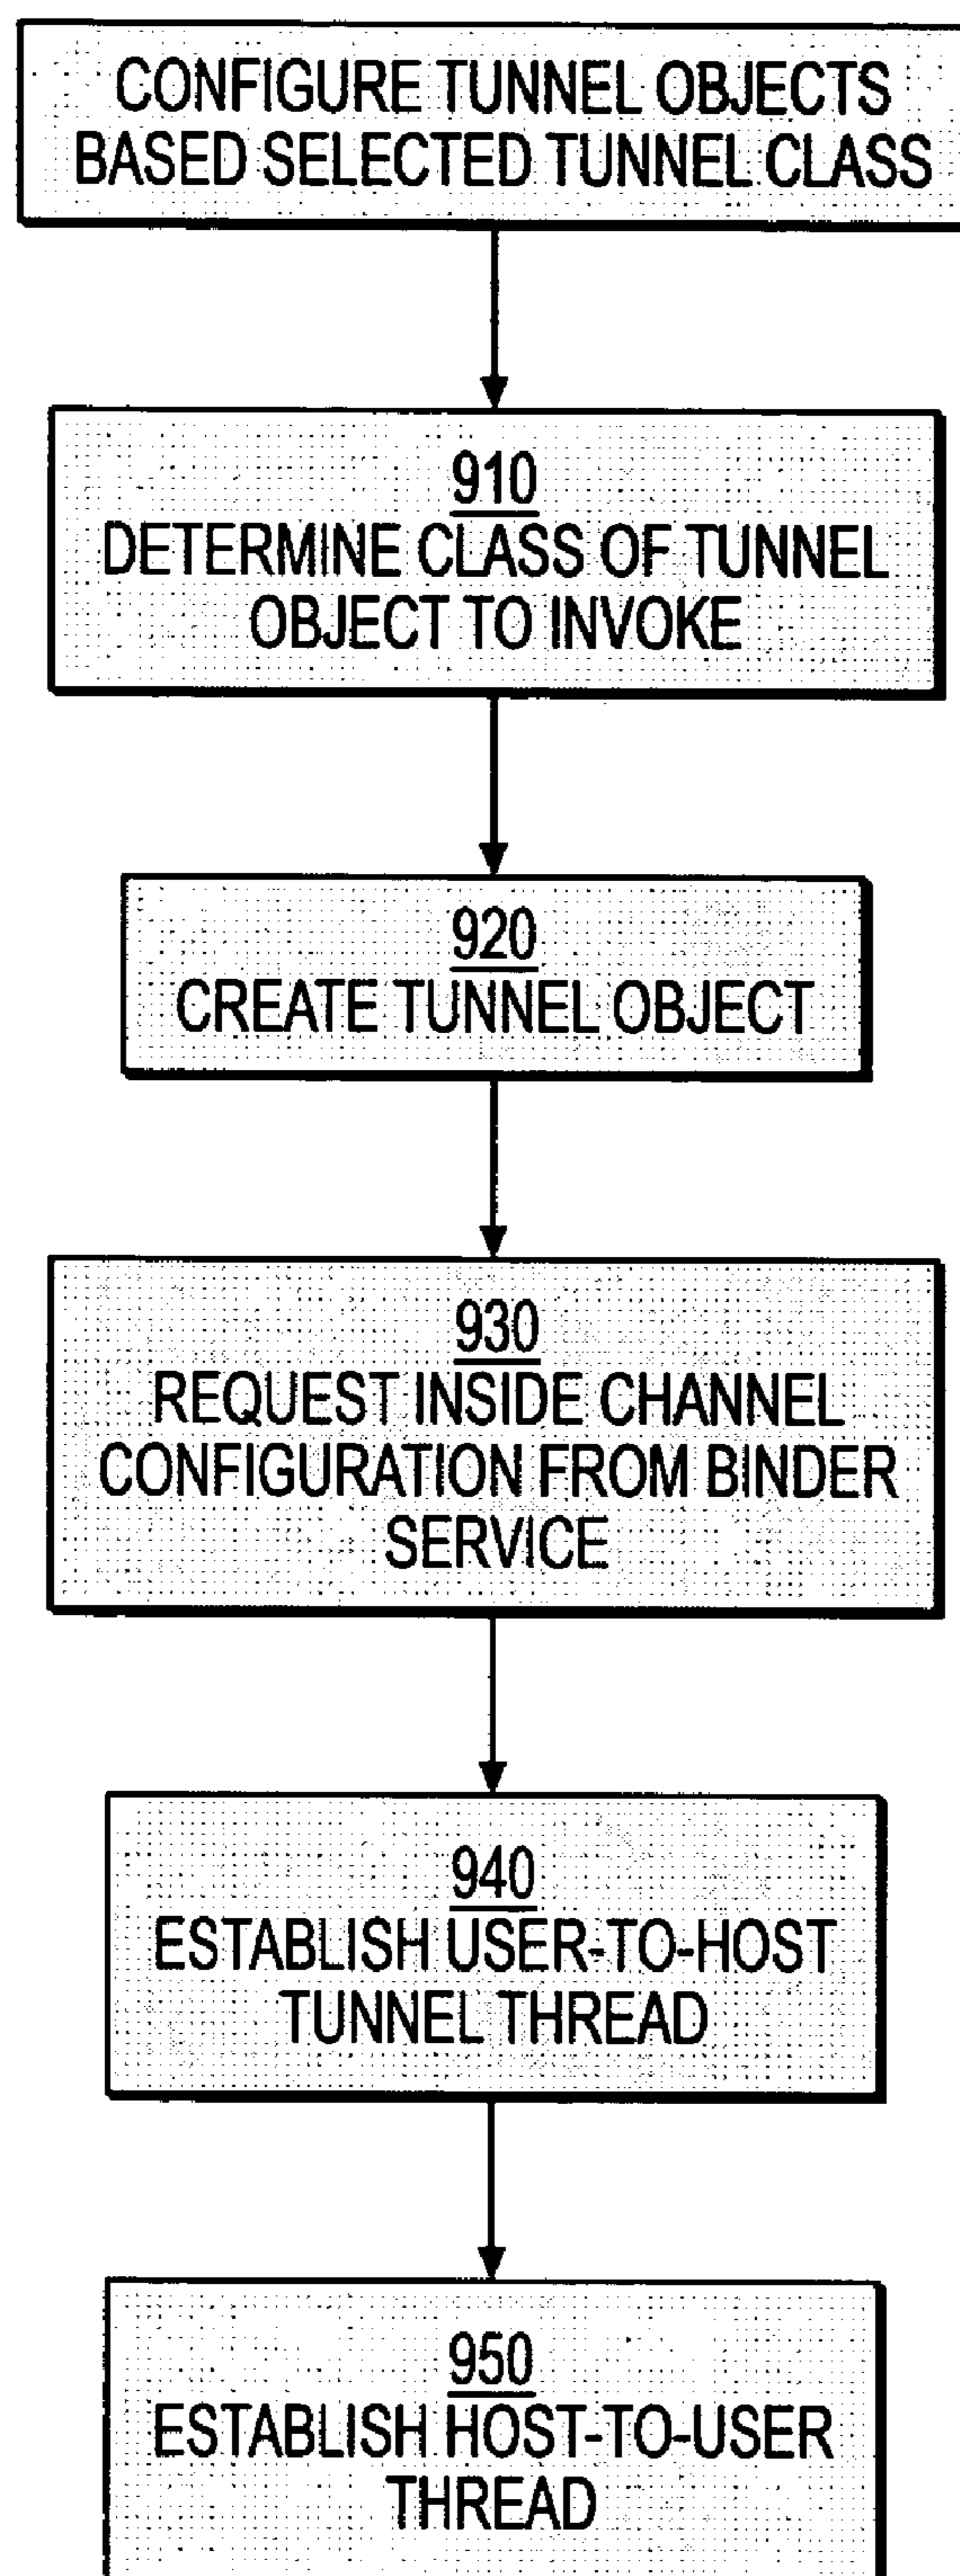 CONFIGURE TUNNEL OBJECTS
BASED SELECTED TUNNEL CLASS
910
DETERMINE CLASS OF TUNNEL
OBJECT TO INVOKE
920
CREATE TUNNEL OBJECT
930
REQUEST INSIDE CHANNEL
CONFIGURATION FROM BINDER
SERVICE
940
ESTABLISH USER-TO-HOST
TUNNEL THREAD
950
ESTABLISH HOST-TO-USER
THREAD